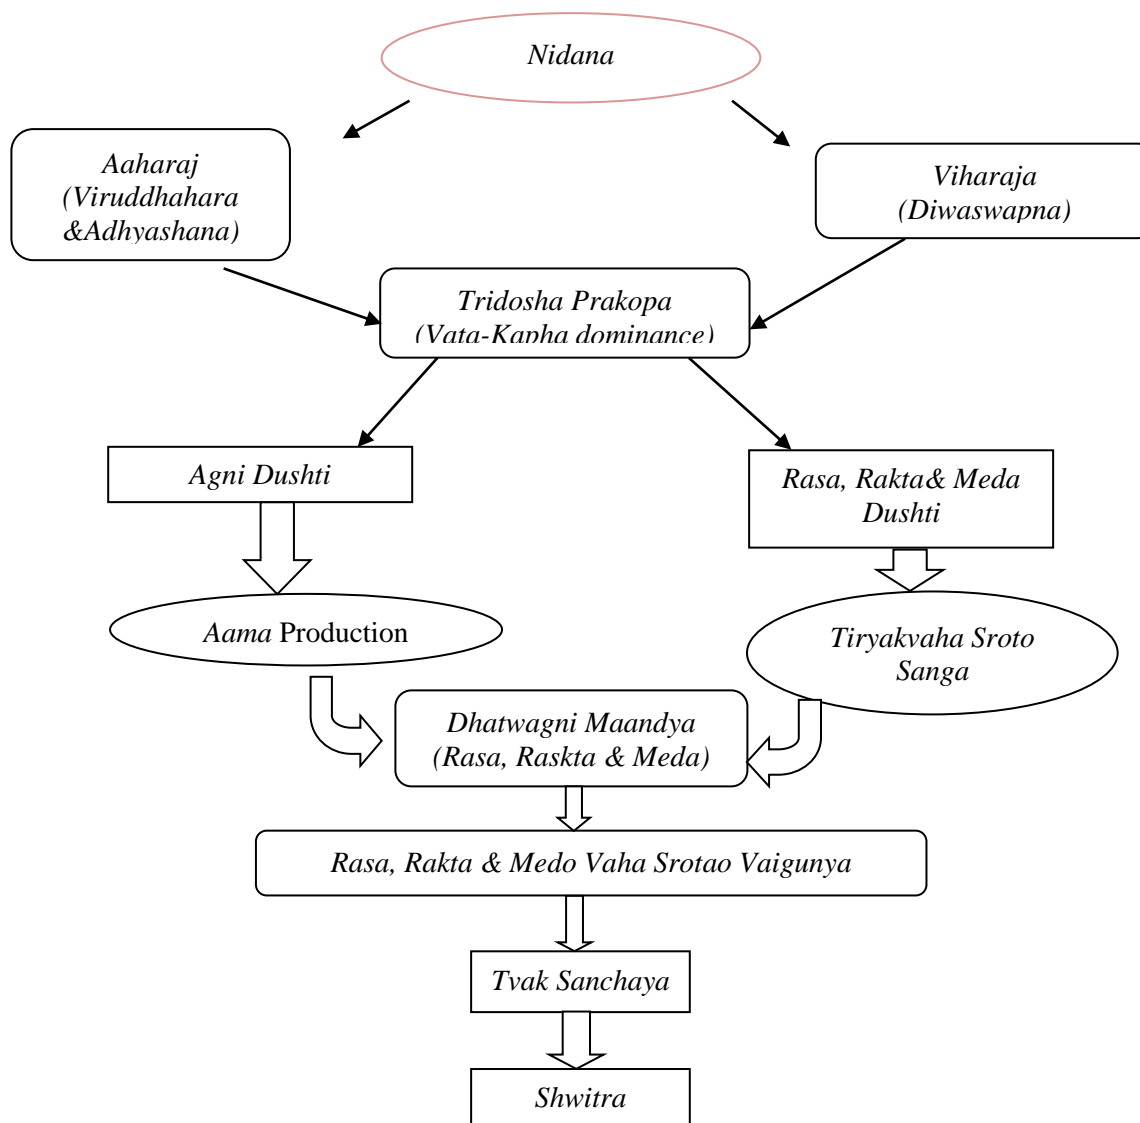 Nidana
Aaharaj
(Viruddhahara
&Adhyashana)
Viharaja
(Diwaswapna)
Tridosha Prakopa
(Vata-Kapha dominance)
Agni Dushti
Rasa, Rakta& Meda
Dushti
Aama Production
Tiryakvaha Sroto
Sanga
Dhatwagni Maandya
(Rasa, Raskta & Meda)
Rasa, Rakta & Medo Vaha Srotao Vaigunya
Tvak Sanchaya
Shwitra